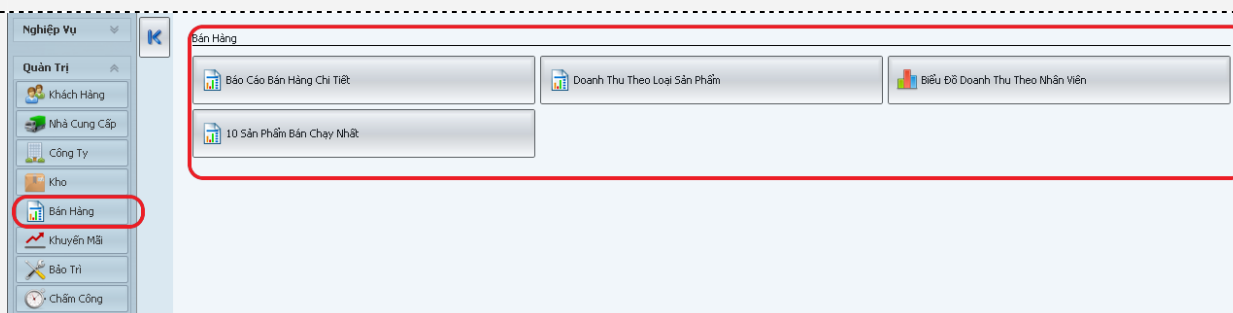 Nghiệp Vụ
Quản Trị
Khách Hàng
Nhà Cung Cấp
Công Ty
Kho
Bán Hàng
Khuyến Mãi
Bảo Trì
Chấm Công
Bán Hàng
Báo Cáo Bán Hàng Chi Tiết
Doanh Thu Theo Loại Sản Phẩm
Biểu Đồ Doanh Thu Theo Nhân Viên
10 Sản Phẩm Bán Chạy Nhất